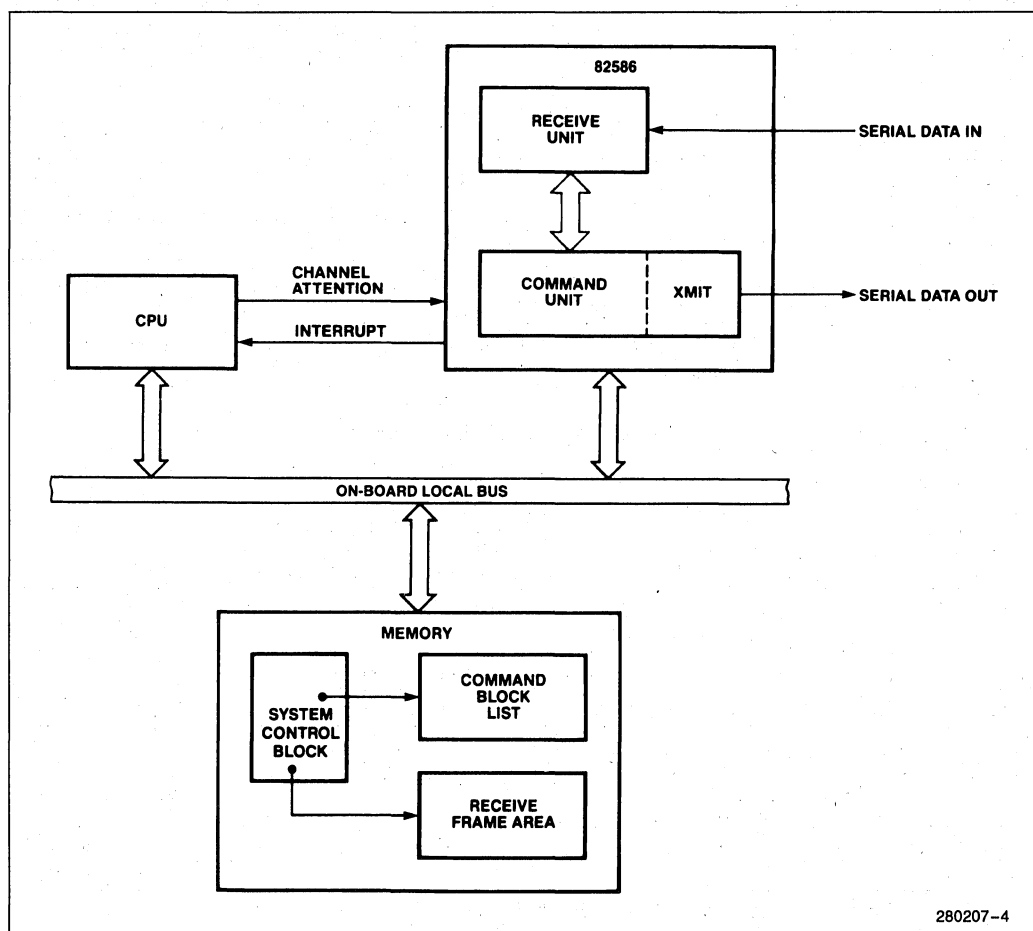 82586
RECEIVE
UNIT
SERIAL DATA IN
COMMAND
UNIT
XMIT
SERIAL DATA OUT
CHANNEL
ATTENTION
CPU
INTERRUPT
ON-BOARD LOCAL BUS
MEMORY
SYSTEM
CONTROL
BLOCK
COMMAND
BLOCK
LIST
RECEIVE
FRAME AREA
280207-4